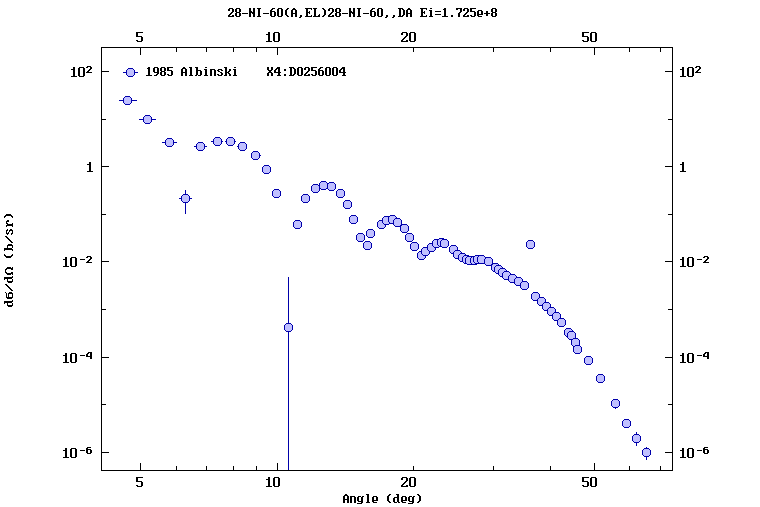 28-NI-60(A,EL)28-NI-60,,DA Ei=1.725e+8
5 10 20 50
10² 1985 Albinski X4:D0256004 10²
1 1
10⁻² 10⁻²
10⁻⁴ 10⁻⁴
10⁻⁶ 10⁻⁶
dσ/dΩ (b/sr)
5 10 20 50
Angle (deg)